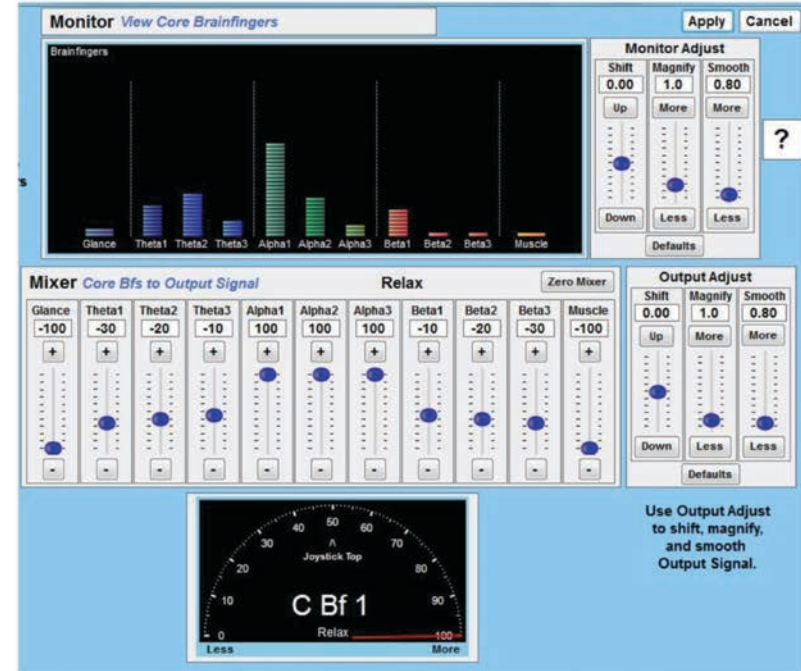 Monitor View Core Brainfingers
Apply Cancel
Brainfingers
Glance Theta1 Theta2 Theta3 Alpha1 Alpha2 Alpha3 Beta1 Beta2 Beta3 Muscle
Monitor Adjust
Shift Magnify Smooth
0.00 1.0 0.80
Up More More
Down Less Less
Defaults
?
Mixer Core Bfs to Output Signal Relax Zero Mixer
Glance Theta1 Theta2 Theta3 Alpha1 Alpha2 Alpha3 Beta1 Beta2 Beta3 Muscle
-100 -30 -20 -10 100 100 100 -10 -20 -30 -100
+ + + + + + + + + + +
- - - - - - - - - - -
Output Adjust
Shift Magnify Smooth
0.00 1.0 0.80
Up More More
Down Less Less
Defaults
0 10 20 30 40 50 60 70 80 90 100
Joystick Top
C Bf 1
Relax
Less More
Use Output Adjust
to shift, magnify,
and smooth
Output Signal.